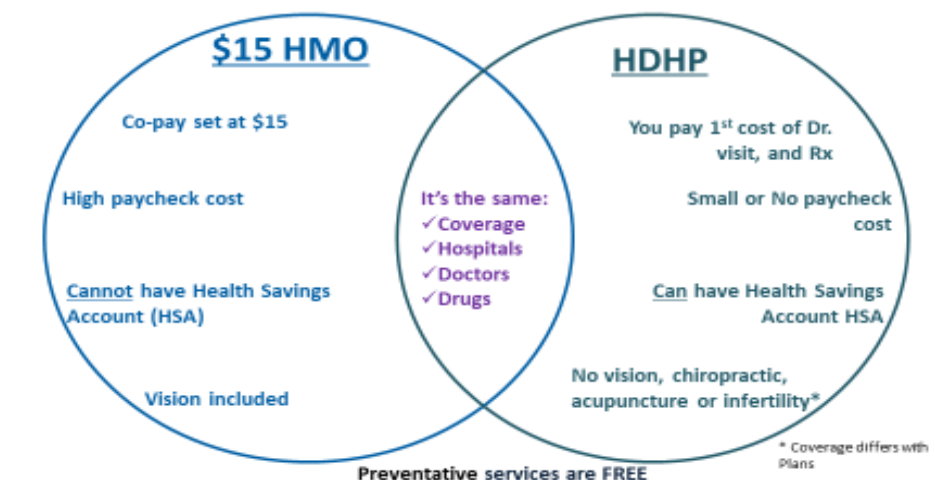 $15 HMO
Co-pay set at $15
High paycheck cost
Cannot have Health Savings
Account (HSA)
Vision included
It's the same:
✓Coverage
✓Hospitals
✓Doctors
✓Drugs
HDHP
You pay 1st cost of Dr.
visit, and Rx
Small or No paycheck
cost
Can have Health Savings
Account HSA
No vision, chiropractic,
acupuncture or infertility*
* Coverage differs with
Plans
Preventative services are FREE